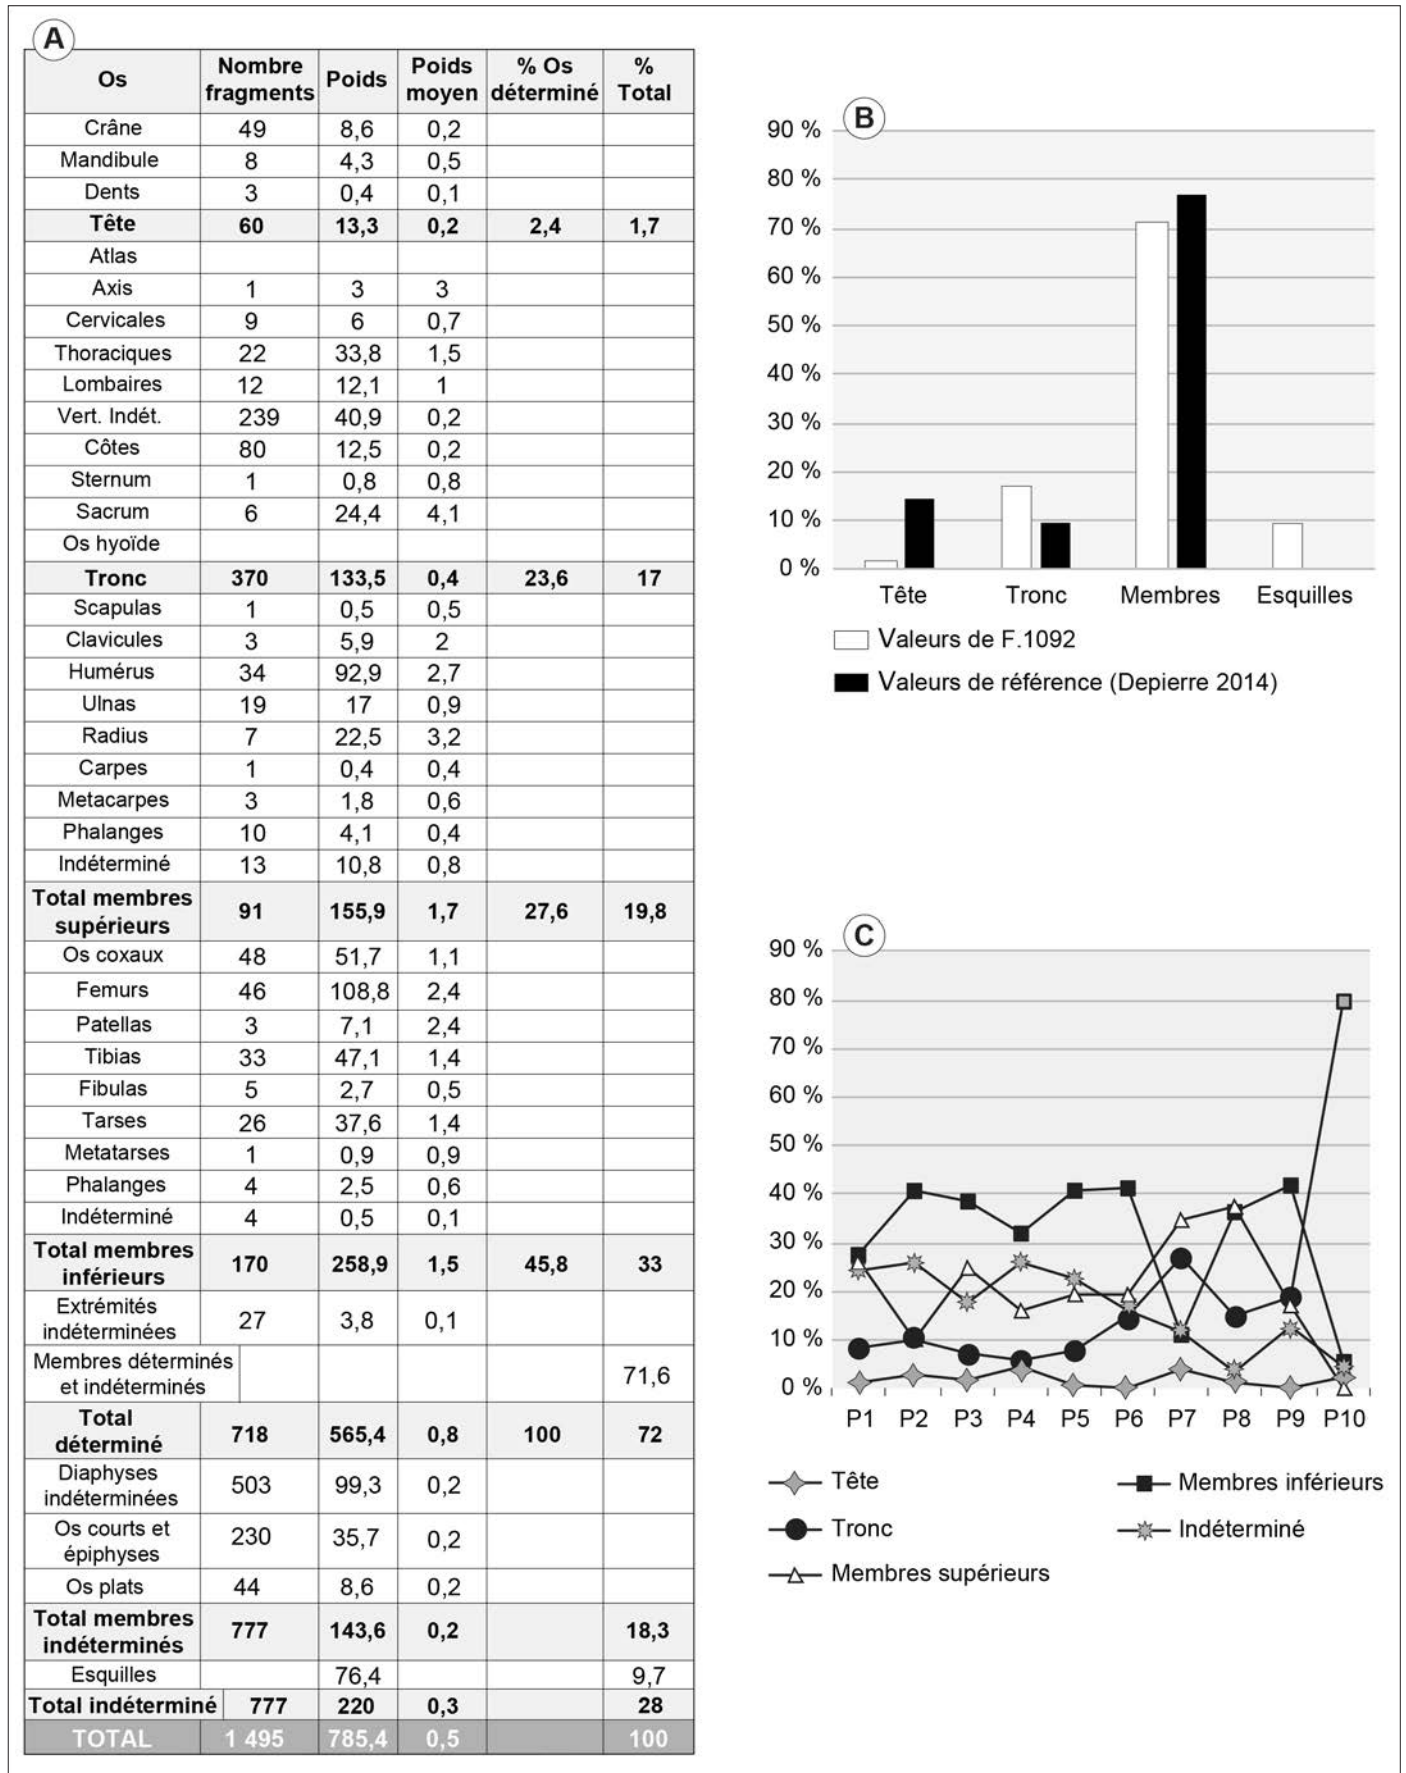 A
Os Nombre fragments Poids Poids moyen % Os déterminé % Total
Crâne 49 8,6 0,2
Mandibule 8 4,3 0,5
Dents 3 0,4 0,1
Tête 60 13,3 0,2 2,4 1,7
Atlas
Axis 1 3 3
Cervicales 9 6 0,7
Thoraciques 22 33,8 1,5
Lombaires 12 12,1 1
Vert. Indét. 239 40,9 0,2
Côtes 80 12,5 0,2
Sternum 1 0,8 0,8
Sacrum 6 24,4 4,1
Os hyoïde
Tronc 370 133,5 0,4 23,6 17
Scapulas 1 0,5 0,5
Clavicules 3 5,9 2
Humérus 34 92,9 2,7
Ulnas 19 17 0,9
Radius 7 22,5 3,2
Carpes 1 0,4 0,4
Metacarpes 3 1,8 0,6
Phalanges 10 4,1 0,4
Indéterminé 13 10,8 0,8
Total membres supérieurs 91 155,9 1,7 27,6 19,8
Os coxaux 48 51,7 1,1
Femurs 46 108,8 2,4
Patellas 3 7,1 2,4
Tibias 33 47,1 1,4
Fibulas 5 2,7 0,5
Tarses 26 37,6 1,4
Metatarses 1 0,9 0,9
Phalanges 4 2,5 0,6
Indéterminé 4 0,5 0,1
Total membres inférieurs 170 258,9 1,5 45,8 33
Extrémités indéterminées 27 3,8 0,1
Membres déterminés et indéterminés 71,6
Total déterminé 718 565,4 0,8 100 72
Diaphyses indéterminées 503 99,3 0,2
Os courts et épiphyses 230 35,7 0,2
Os plats 44 8,6 0,2
Total membres indéterminés 777 143,6 0,2 18,3
Esquilles 76,4 9,7
Total indéterminé 777 220 0,3 28
TOTAL 1 495 785,4 0,5 100
B
90 %
80 %
70 %
60 %
50 %
40 %
30 %
20 %
10 %
0 %
Tête Tronc Membres Esquilles
Valeurs de F.1092
Valeurs de référence (Depierre 2014)
C
90 %
80 %
70 %
60 %
50 %
40 %
30 %
20 %
10 %
0 %
P1 P2 P3 P4 P5 P6 P7 P8 P9 P10
Tête
Tronc
Membres supérieurs
Membres inférieurs
Indéterminé